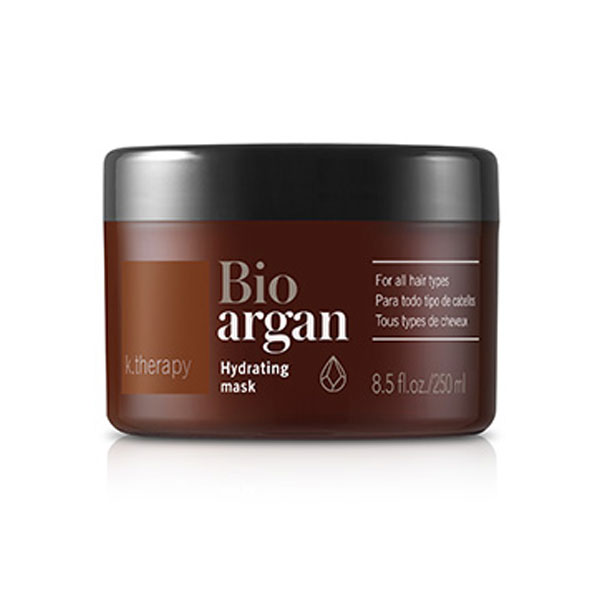 k.therapy
Bio
argan
Hydrating
mask
For all hair types
Para todo tipo de cabellos
Tous types de cheveux
8.5 fl.oz./250 ml